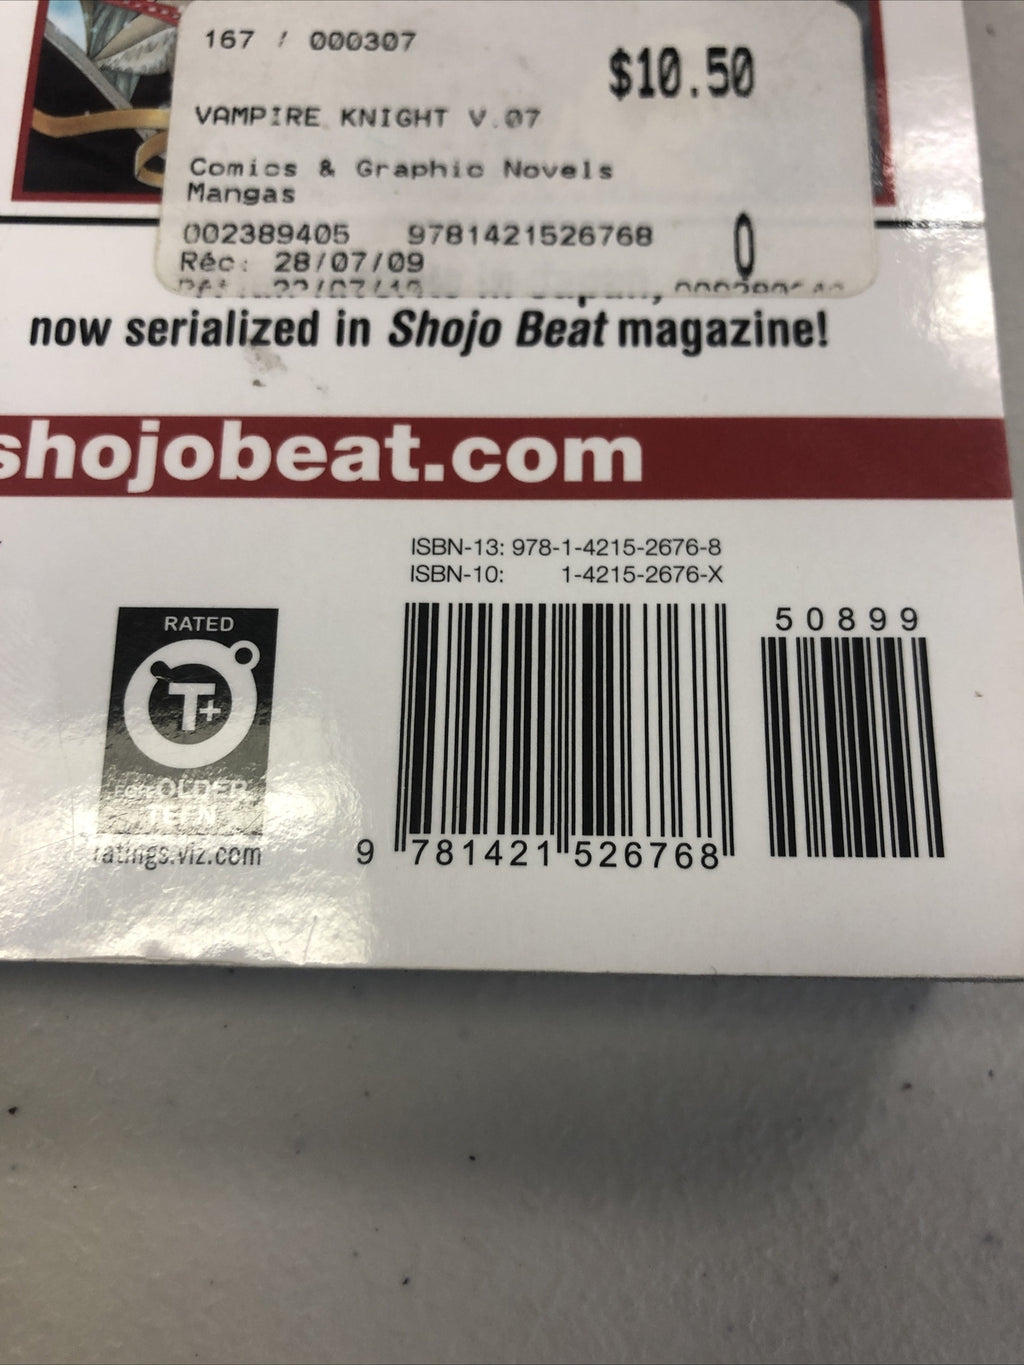 167 / 000307
$10.50
VAMPIRE KNIGHT V.07
Comics & Graphic Novels
Mangas
002389405 9781421526768 0
Réc: 28/07/09
now serialized in Shojo Beat magazine!
shojobeat.com
ISBN-13: 978-1-4215-2676-8
ISBN-10: 1-4215-2676-X
50899
RATED
T+
FOR OLDER
TEEN
ratings.viz.com
9 781421 526768